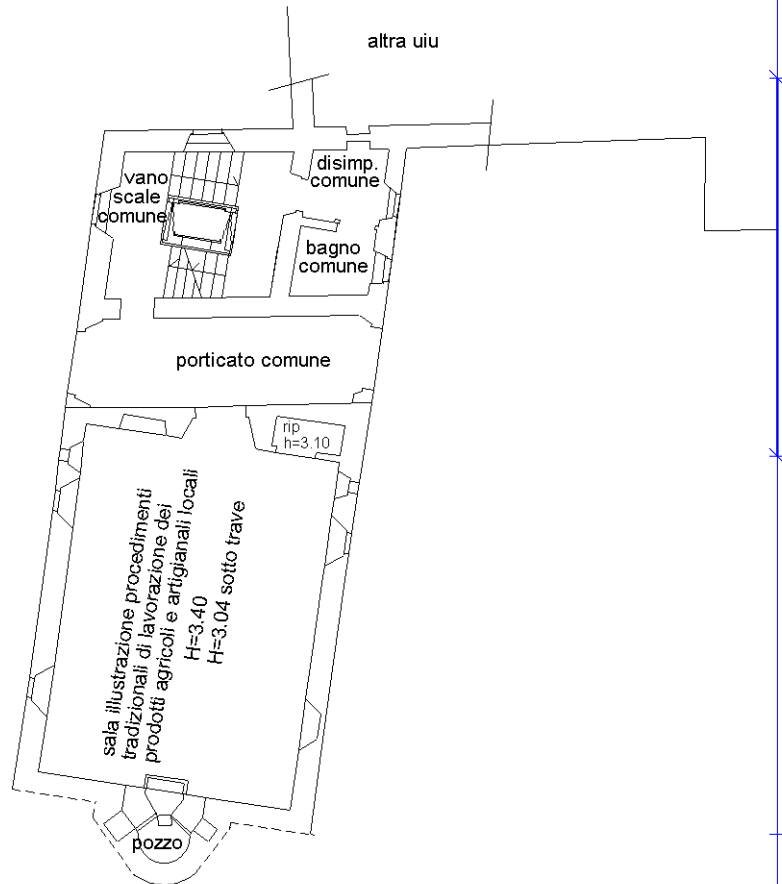 altra uiu
vano
scale
comune
disimp.
comune
bagno
comune
porticato comune
rip
h=3.10
sala illustrazione procedimenti
tradizionali di lavorazione dei
prodotti agricoli e artigianali locali
H=3.40
H=3.04 sotto trave
pozzo